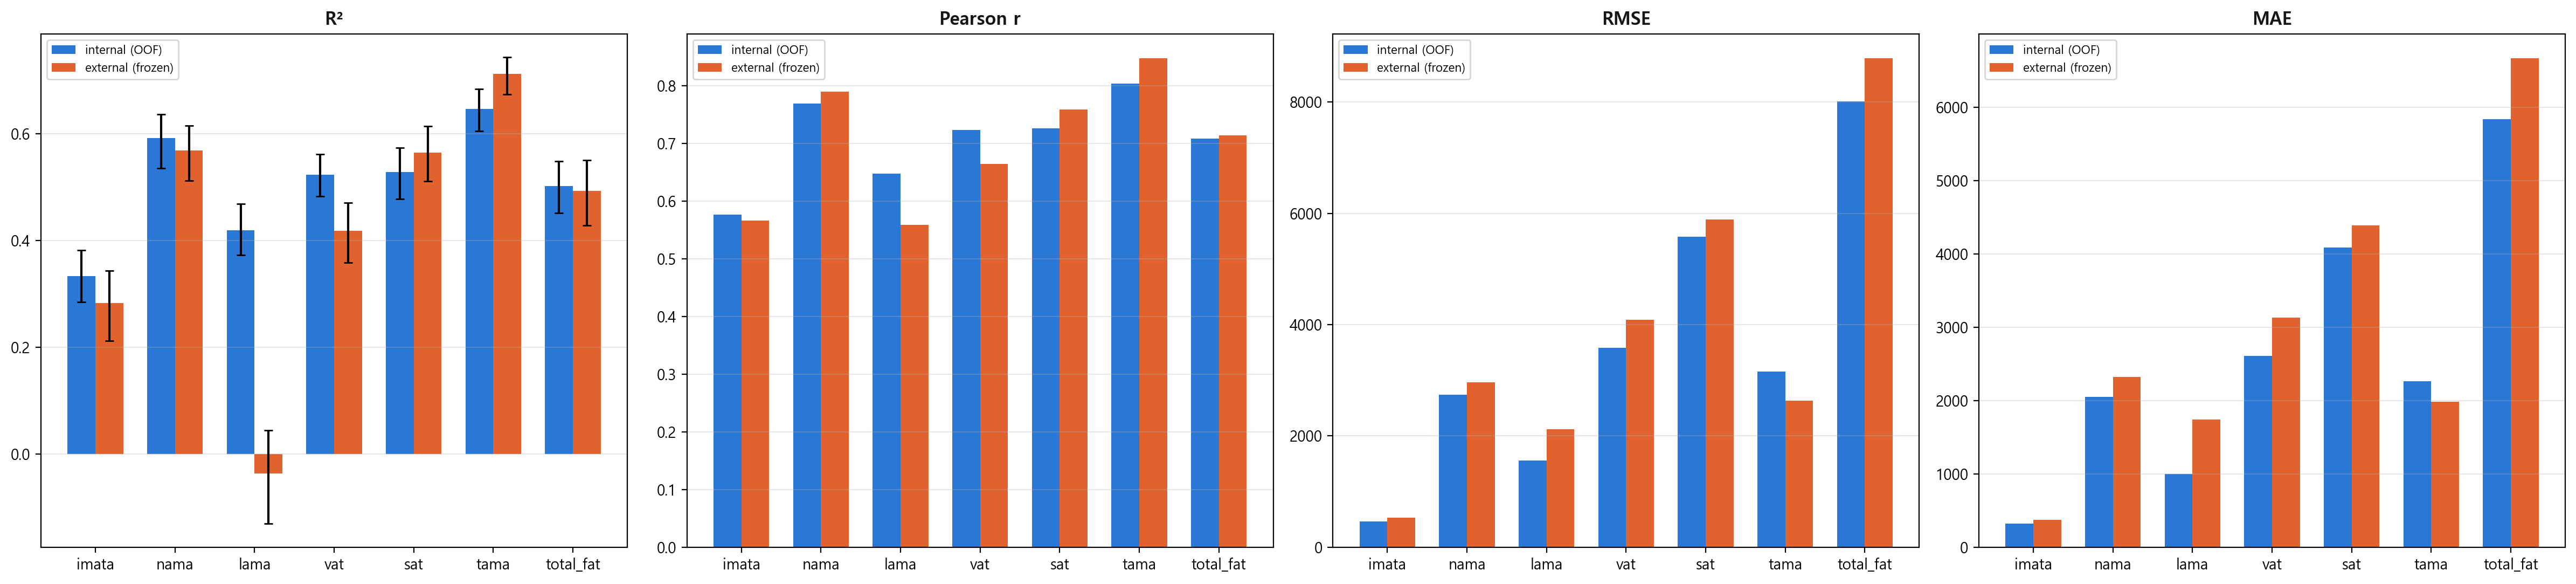 R²
internal (OOF)
external (frozen)
0.6
0.4
0.2
0.0
imata nama lama vat sat tama total_fat
Pearson r
internal (OOF)
external (frozen)
0.8
0.7
0.6
0.5
0.4
0.3
0.2
0.1
0.0
imata nama lama vat sat tama total_fat
RMSE
internal (OOF)
external (frozen)
8000
6000
4000
2000
0
imata nama lama vat sat tama total_fat
MAE
internal (OOF)
external (frozen)
6000
5000
4000
3000
2000
1000
0
imata nama lama vat sat tama total_fat